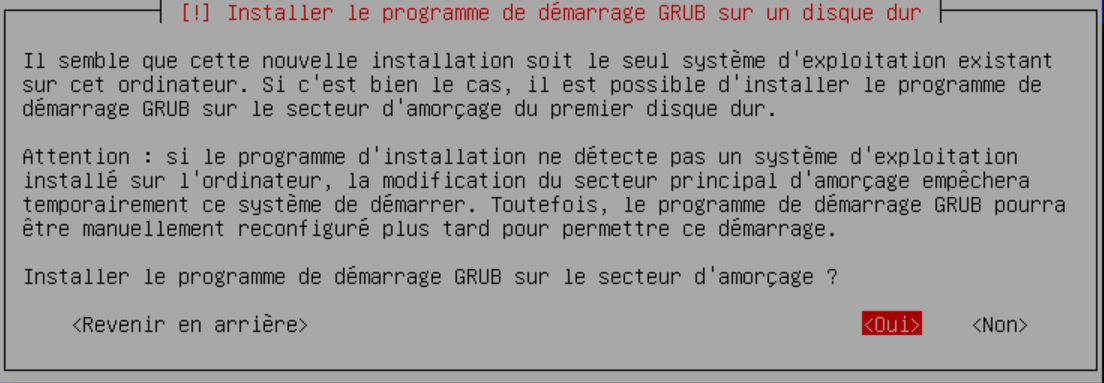 [!] Installer le programme de démarrage GRUB sur un disque dur
Il semble que cette nouvelle installation soit le seul système d'exploitation existant
sur cet ordinateur. Si c'est bien le cas, il est possible d'installer le programme de
démarrage GRUB sur le secteur d'amorçage du premier disque dur.
Attention : si le programme d'installation ne détecte pas un système d'exploitation
installé sur l'ordinateur, la modification du secteur principal d'amorçage empêchera
temporairement ce système de démarrer. Toutefois, le programme de démarrage GRUB pourra
être manuellement reconfiguré plus tard pour permettre ce démarrage.
Installer le programme de démarrage GRUB sur le secteur d'amorçage ?
<Revenir en arrière> <Oui> <Non>